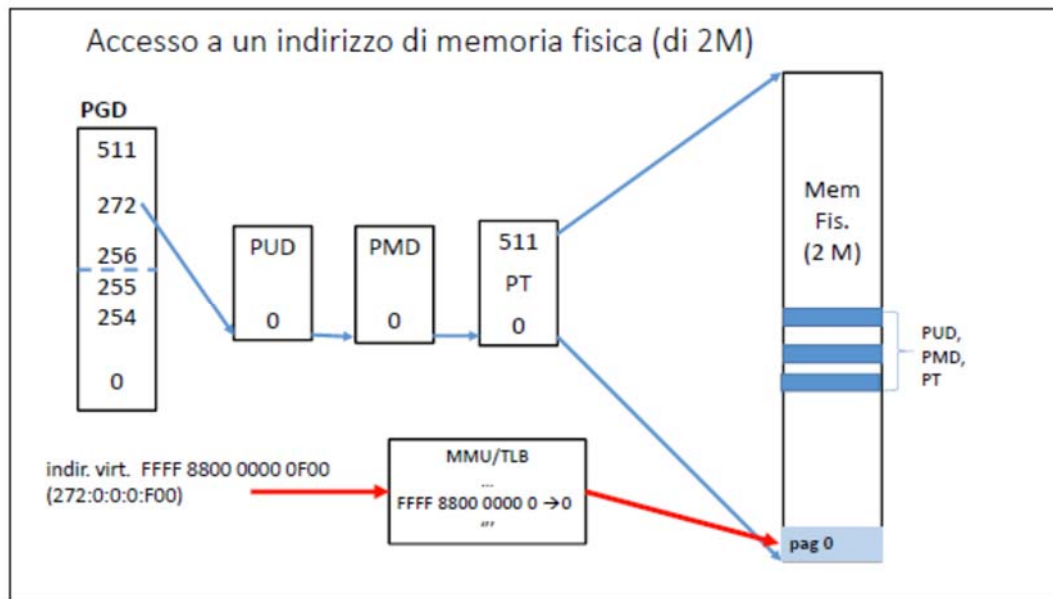 Accesso a un indirizzo di memoria fisica (di 2M)
PGD
511
272
256
255
254
0
PUD
0
PMD
0
511
PT
0
Mem
Fis.
(2 M)
PUD,
PMD,
PT
pag 0
indir. virt. FFFF 8800 0000 0F00
(272:0:0:0:F00)
MMU/TLB
...
FFFF 8800 0000 0 →0
,,,